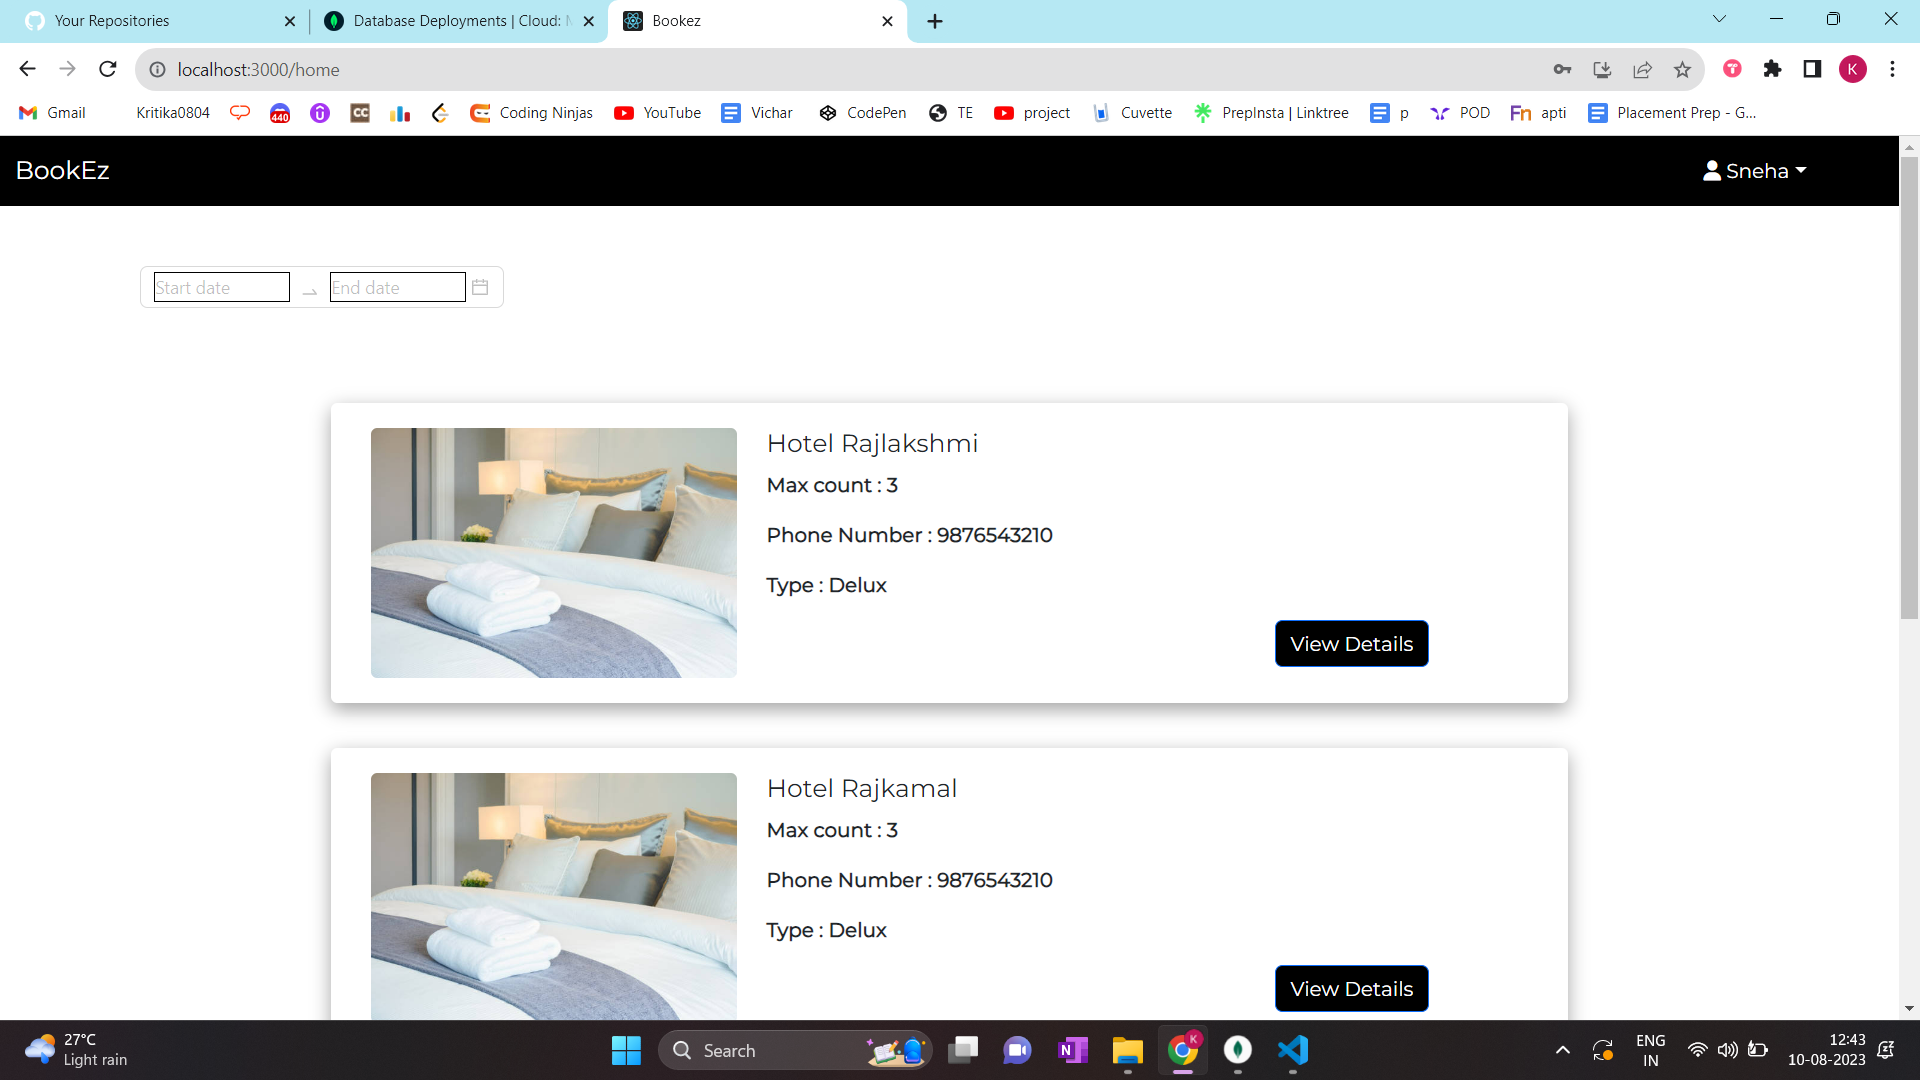 Your Repositories
Database Deployments | Cloud: M
Bookez
localhost:3000/home
K
Gmail
Kritika0804
440
CC
Coding Ninjas
YouTube
Vichar
CodePen
TE
project
Cuvette
PrepInsta | Linktree
p
POD
Fn
apti
Placement Prep - G...
BookEz
Sneha
Start date
End date
Hotel Rajlakshmi
Max count : 3
Phone Number : 9876543210
Type : Delux
View Details
Hotel Rajkamal
Max count : 3
Phone Number : 9876543210
Type : Delux
View Details
27°C
Light rain
Search
N
K
ENG
IN
12:43
10-08-2023